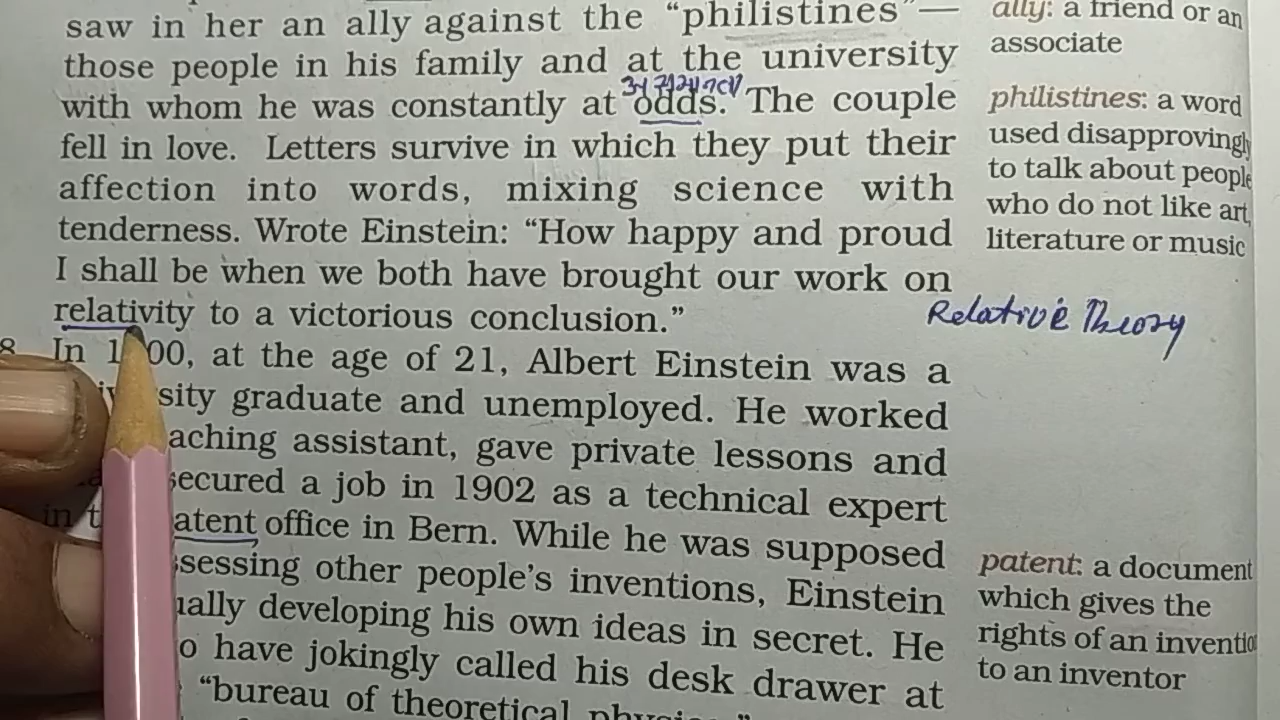 saw in her an ally against the “philistines”—
those people in his family and at the university
with whom he was constantly at odds. The couple
fell in love. Letters survive in which they put their
affection into words, mixing science with
tenderness. Wrote Einstein: “How happy and proud
I shall be when we both have brought our work on
relativity to a victorious conclusion.”
8 In 1 00, at the age of 21, Albert Einstein was a
sity graduate and unemployed. He worked
aching assistant, gave private lessons and
secured a job in 1902 as a technical expert
in t atent office in Bern. While he was supposed
sessing other people’s inventions, Einstein
ually developing his own ideas in secret. He
o have jokingly called his desk drawer at
“bureau of theoretical physics.”
ally: a friend or an
associate
philistines: a word
used disapprovingly
to talk about people
who do not like art,
literature or music
Relative Theory
patent: a document
which gives the
rights of an inventio
to an inventor